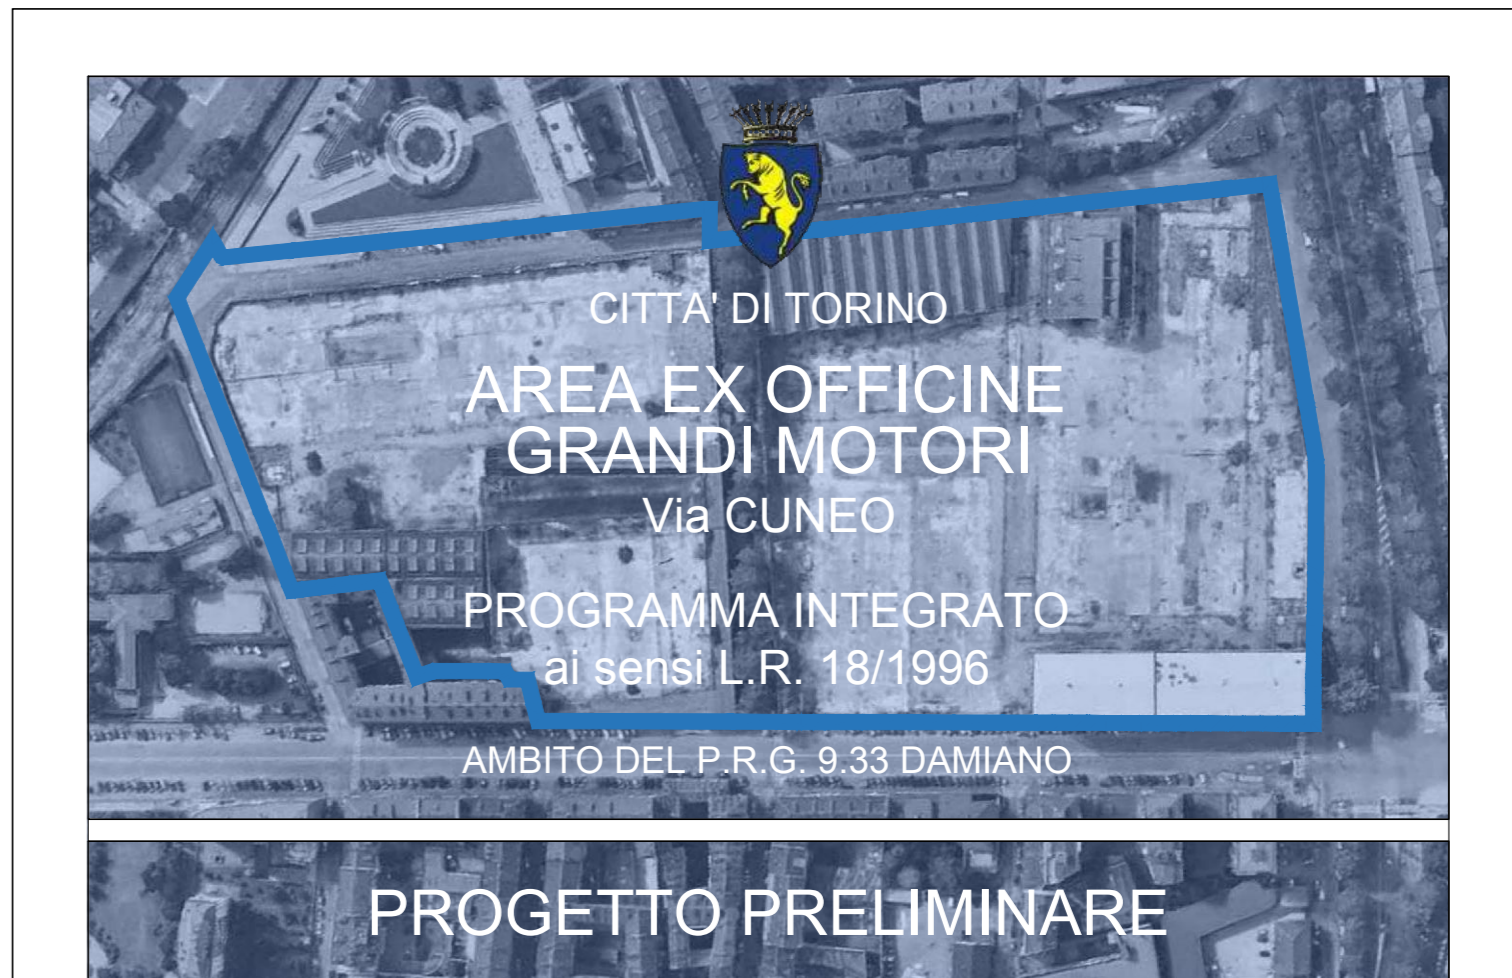 CITTA' DI TORINO
AREA EX OFFICINE
GRANDI MOTORI
Via CUNEO
PROGRAMMA INTEGRATO
ai sensi L.R. 18/1996
AMBITO DEL P.R.G. 9.33 DAMIANO
PROGETTO PRELIMINARE